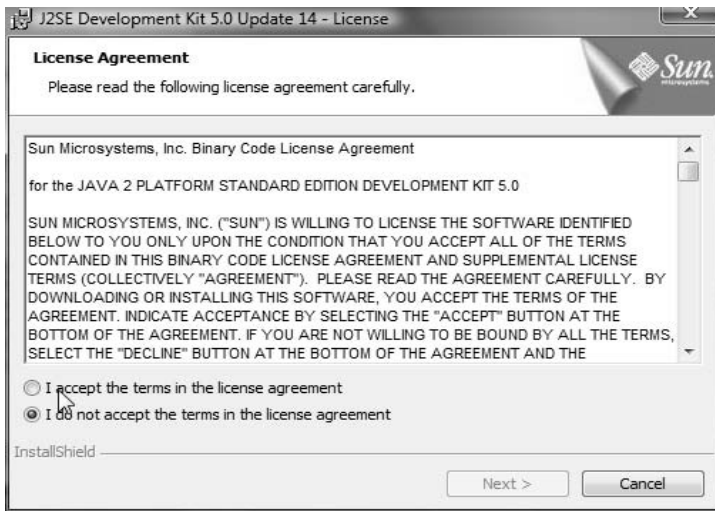 J2SE Development Kit 5.0 Update 14 - License
License Agreement
Please read the following license agreement carefully.
Sun
microsystems
Sun Microsystems, Inc. Binary Code License Agreement
for the JAVA 2 PLATFORM STANDARD EDITION DEVELOPMENT KIT 5.0
SUN MICROSYSTEMS, INC. ("SUN") IS WILLING TO LICENSE THE SOFTWARE IDENTIFIED
BELOW TO YOU ONLY UPON THE CONDITION THAT YOU ACCEPT ALL OF THE TERMS
CONTAINED IN THIS BINARY CODE LICENSE AGREEMENT AND SUPPLEMENTAL LICENSE
TERMS (COLLECTIVELY "AGREEMENT"). PLEASE READ THE AGREEMENT CAREFULLY. BY
DOWNLOADING OR INSTALLING THIS SOFTWARE, YOU ACCEPT THE TERMS OF THE
AGREEMENT. INDICATE ACCEPTANCE BY SELECTING THE "ACCEPT" BUTTON AT THE
BOTTOM OF THE AGREEMENT. IF YOU ARE NOT WILLING TO BE BOUND BY ALL THE TERMS,
SELECT THE "DECLINE" BUTTON AT THE BOTTOM OF THE AGREEMENT AND THE
I accept the terms in the license agreement
I do not accept the terms in the license agreement
InstallShield
Next >
Cancel